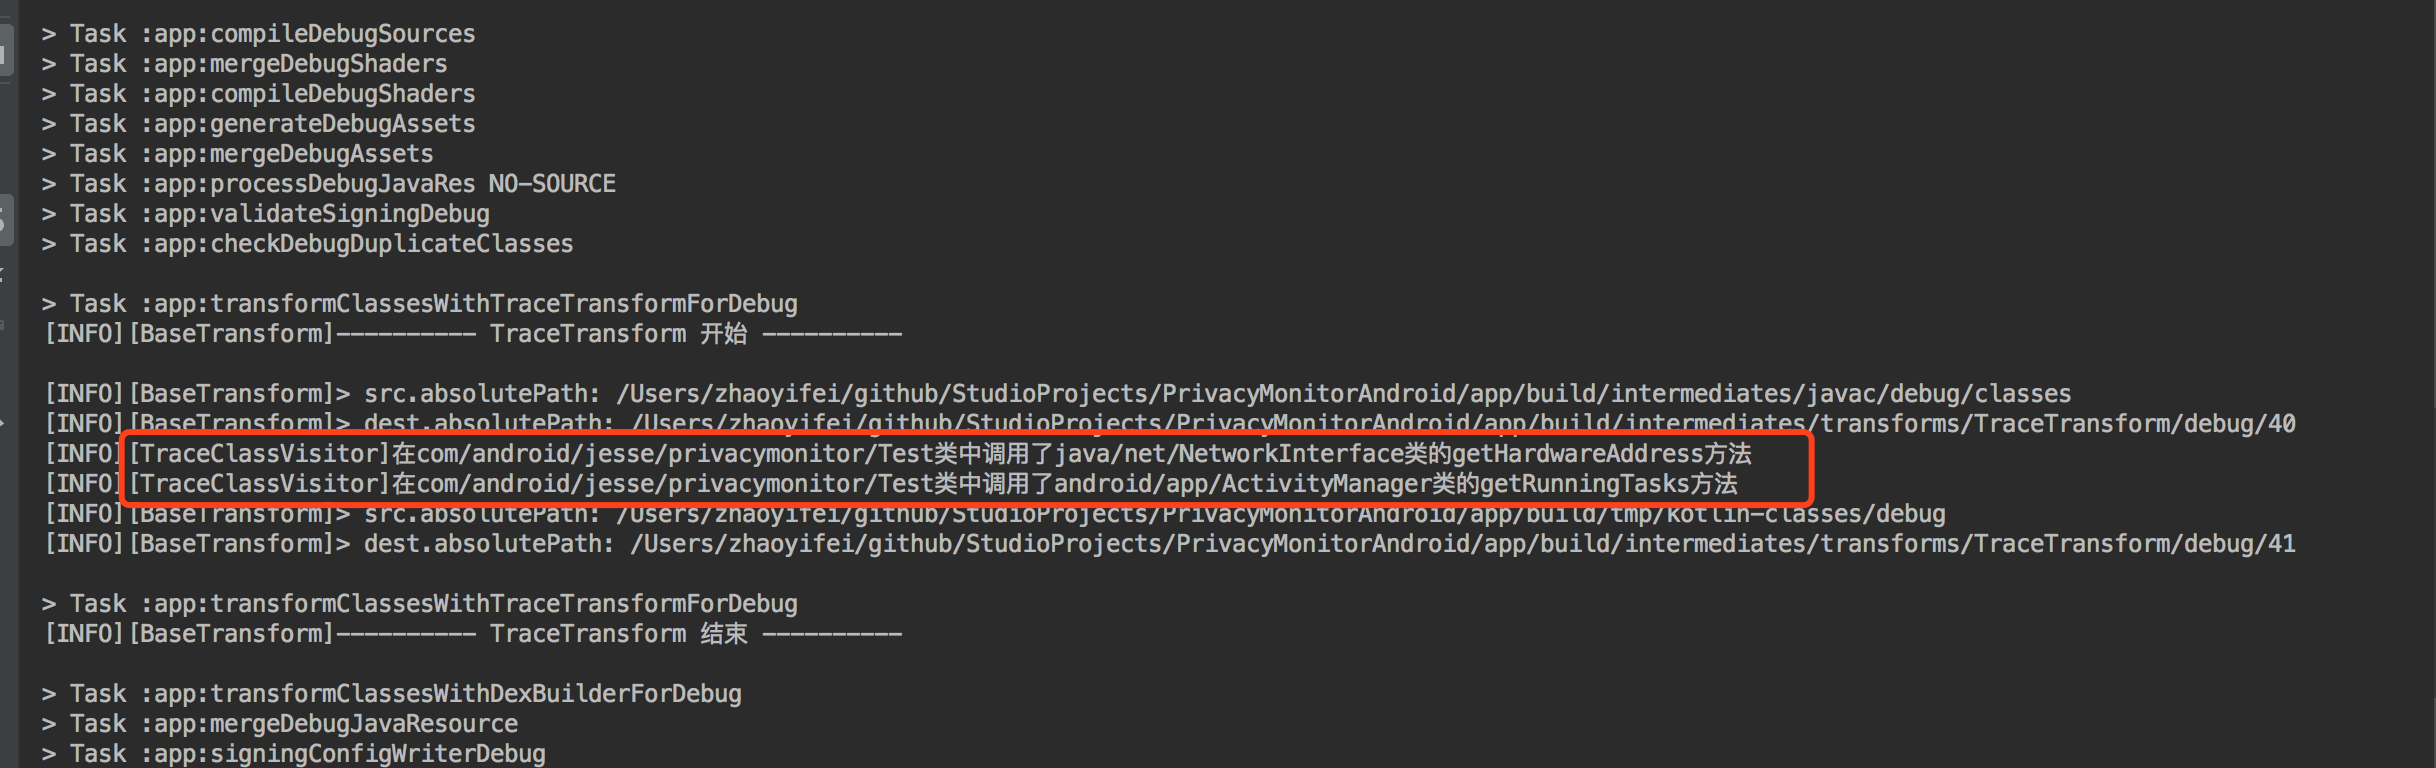 > Task :app:compileDebugSources
> Task :app:mergeDebugShaders
> Task :app:compileDebugShaders
> Task :app:generateDebugAssets
> Task :app:mergeDebugAssets
> Task :app:processDebugJavaRes NO-SOURCE
> Task :app:validateSigningDebug
> Task :app:checkDebugDuplicateClasses
> Task :app:transformClassesWithTraceTransformForDebug
[INFO][BaseTransform]---------- TraceTransform 开始 ----------
[INFO][BaseTransform]> src.absolutePath: /Users/zhaoyifei/github/StudioProjects/PrivacyMonitorAndroid/app/build/intermediates/javac/debug/classes
[INFO][BaseTransform]> dest.absolutePath: /Users/zhaoyifei/github/StudioProjects/PrivacyMonitorAndroid/app/build/intermediates/transforms/TraceTransform/debug/40
[INFO][TraceClassVisitor]在com/android/jesse/privacymonitor/Test类中调用了java/net/NetworkInterface类的getHardwareAddress方法
[INFO][TraceClassVisitor]在com/android/jesse/privacymonitor/Test类中调用了android/app/ActivityManager类的getRunningTasks方法
[INFO][BaseTransform]> src.absolutePath: /Users/zhaoyifei/github/StudioProjects/PrivacyMonitorAndroid/app/build/tmp/kotlin-classes/debug
[INFO][BaseTransform]> dest.absolutePath: /Users/zhaoyifei/github/StudioProjects/PrivacyMonitorAndroid/app/build/intermediates/transforms/TraceTransform/debug/41
> Task :app:transformClassesWithTraceTransformForDebug
[INFO][BaseTransform]---------- TraceTransform 结束 ----------
> Task :app:transformClassesWithDexBuilderForDebug
> Task :app:mergeDebugJavaResource
> Task :app:signingConfigWriterDebug